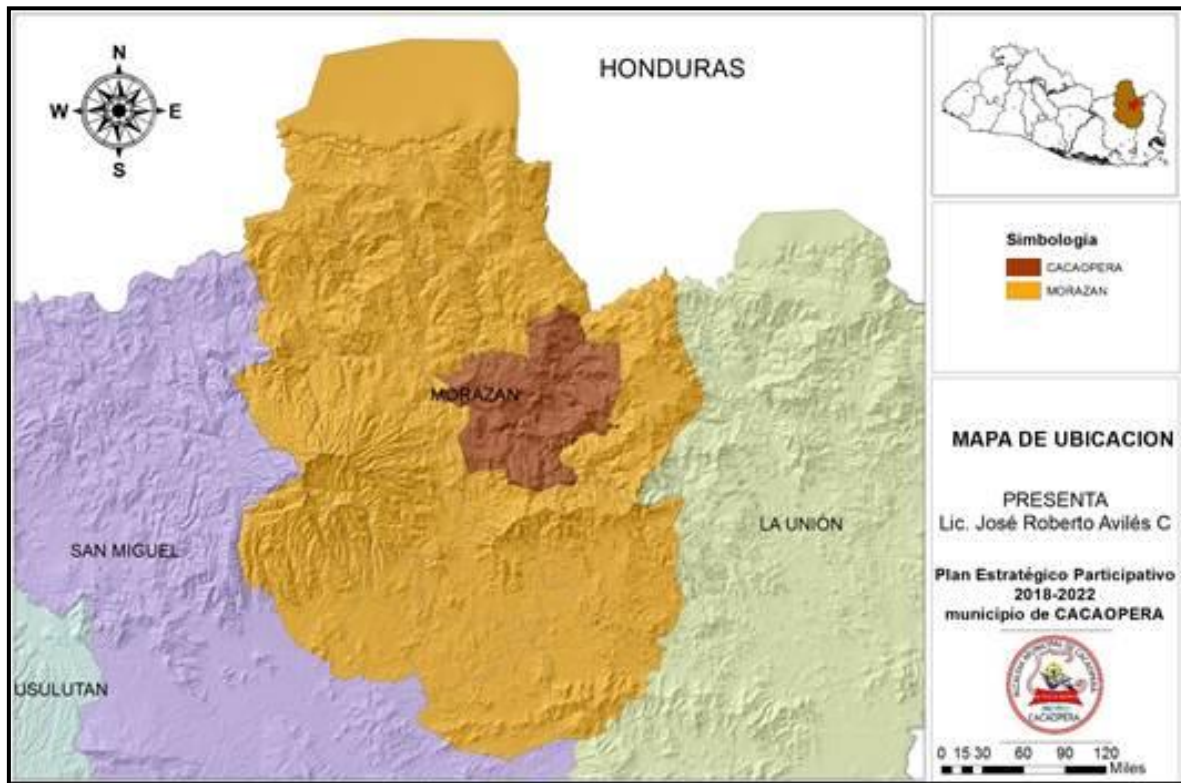 HONDURAS
N
W
E
S
MORAZAN
SAN MIGUEL
LA UNIÓN
USULUTAN
Simbología
CACAOPERA
MORAZAN
MAPA DE UBICACION
PRESENTA
Lic. José Roberto Avilés C
Plan Estratégico Participativo
2018-2022
municipio de CACAOPERA
CACAOPERA
0 15 30 60 90 120
Miles